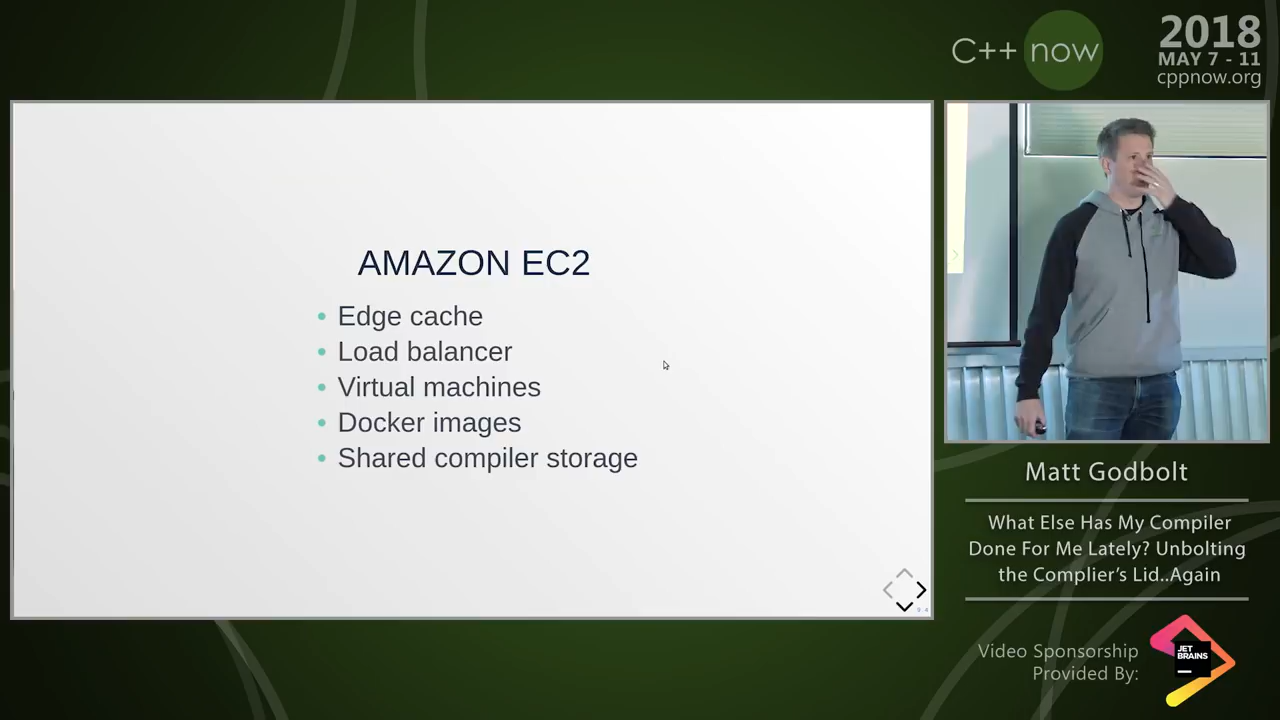 C++ now
2018
MAY 7 - 11
cppnow.org
AMAZON EC2
Edge cache
Load balancer
Virtual machines
Docker images
Shared compiler storage
Matt Godbolt
What Else Has My Compiler
Done For Me Lately? Unbolting
the Complier's Lid..Again
Video Sponsorship
Provided By:
JET
BRAINS